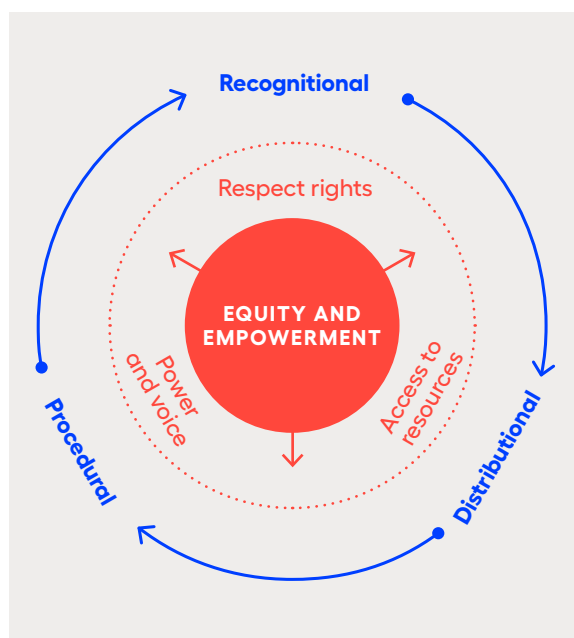 Recognitional
Respect rights
EQUITY AND
EMPOWERMENT
Power
and voice
Access to
resources
Procedural
Distributional